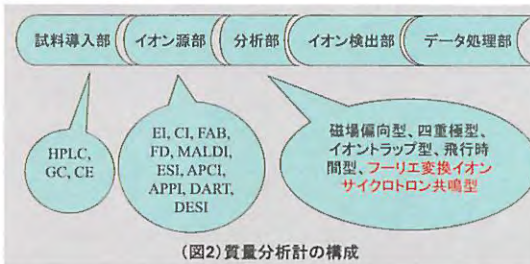 試料導入部 イオン源部 分析部 イオン検出部 データ処理部
HPLC,
GC, CE
EI, CI, FAB,
FD, MALDI,
ESI, APCI,
APPI, DART,
DESI
磁場偏向型、四重極型、
イオントラップ型、飛行時
間型、フーリエ変換イオン
サイクロトロン共鳴型
(図2)質量分析計の構成